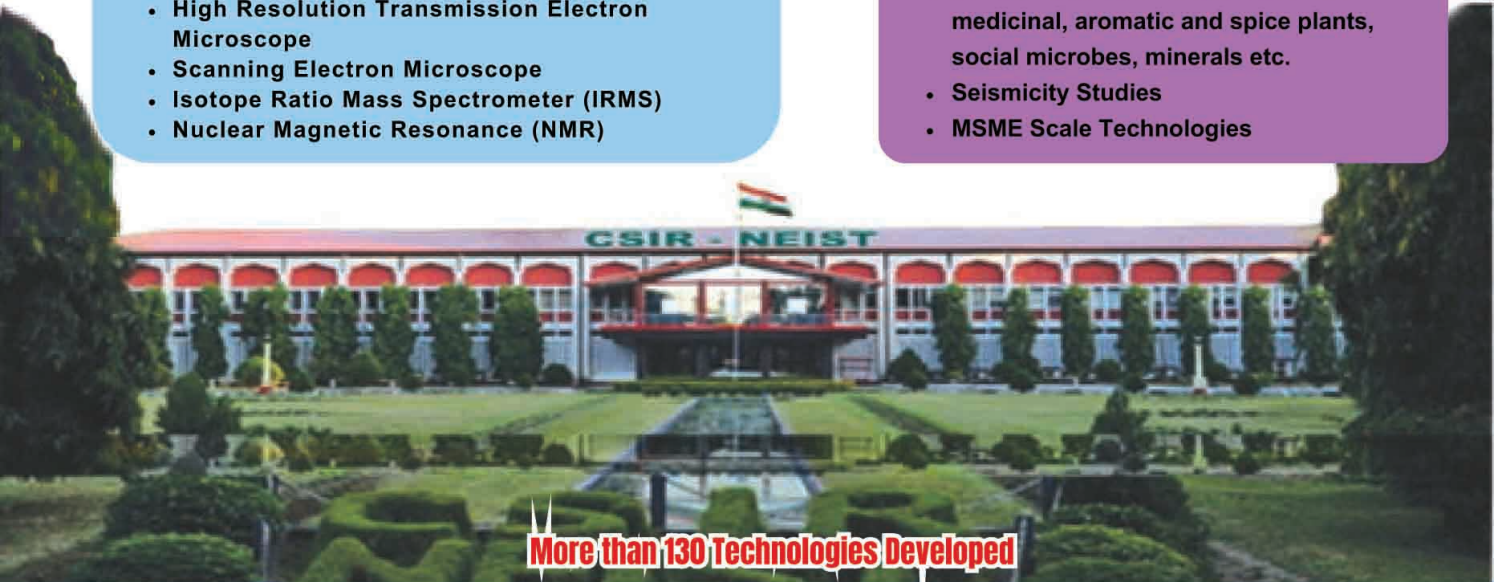 • High Resolution Transmission Electron
Microscope
• Scanning Electron Microscope
• Isotope Ratio Mass Spectrometer (IRMS)
• Nuclear Magnetic Resonance (NMR)
medicinal, aromatic and spice plants,
social microbes, minerals etc.
• Seismicity Studies
• MSME Scale Technologies
CSIR - NEIST
More than 130 Technologies Developed